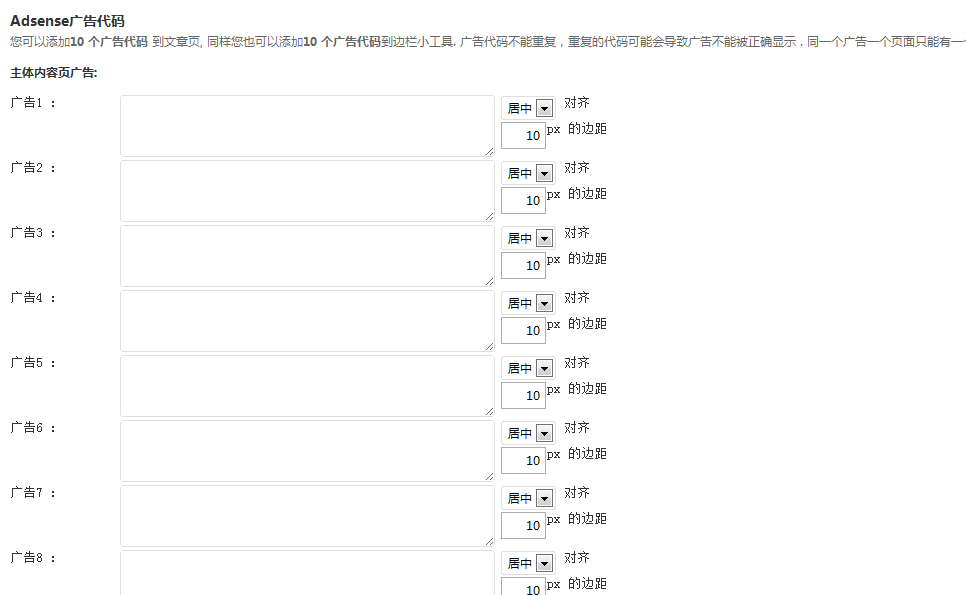 Adsense广告代码
您可以添加10 个广告代码 到文章页, 同样您也可以添加10 个广告代码到边栏小工具. 广告代码不能重复，重复的代码可能会导致广告不能被正确显示 . 同一个广告一个页面只能有一
主体内容页广告:
广告1 ： 居中 对齐
10 px 的边距
广告2 ： 居中 对齐
10 px 的边距
广告3 ： 居中 对齐
10 px 的边距
广告4 ： 居中 对齐
10 px 的边距
广告5 ： 居中 对齐
10 px 的边距
广告6 ： 居中 对齐
10 px 的边距
广告7 ： 居中 对齐
10 px 的边距
广告8 ： 居中 对齐
10 px 的边距